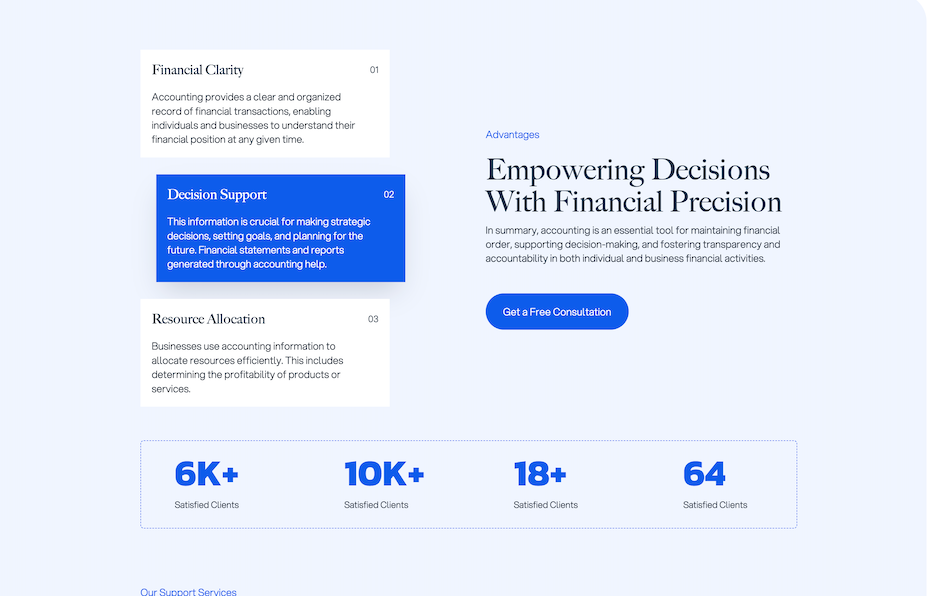 Financial Clarity
01
Accounting provides a clear and organized
record of financial transactions, enabling
individuals and businesses to understand their
financial position at any given time.
Decision Support
02
This information is crucial for making strategic
decisions, setting goals, and planning for the
future. Financial statements and reports
generated through accounting help.
Resource Allocation
03
Businesses use accounting information to
allocate resources efficiently. This includes
determining the profitability of products or
services.
Advantages
Empowering Decisions
With Financial Precision
In summary, accounting is an essential tool for maintaining financial
order, supporting decision-making, and fostering transparency and
accountability in both individual and business financial activities.
Get a Free Consultation
6K+
Satisfied Clients
10K+
Satisfied Clients
18+
Satisfied Clients
64
Satisfied Clients
Our Support Services